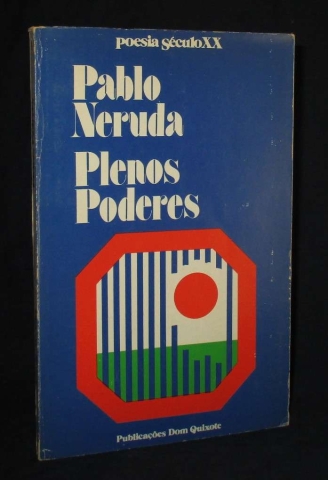 poesia SéculoXX
Pablo
Neruda
Plenos
Poderes
Publicações Dom Quixote